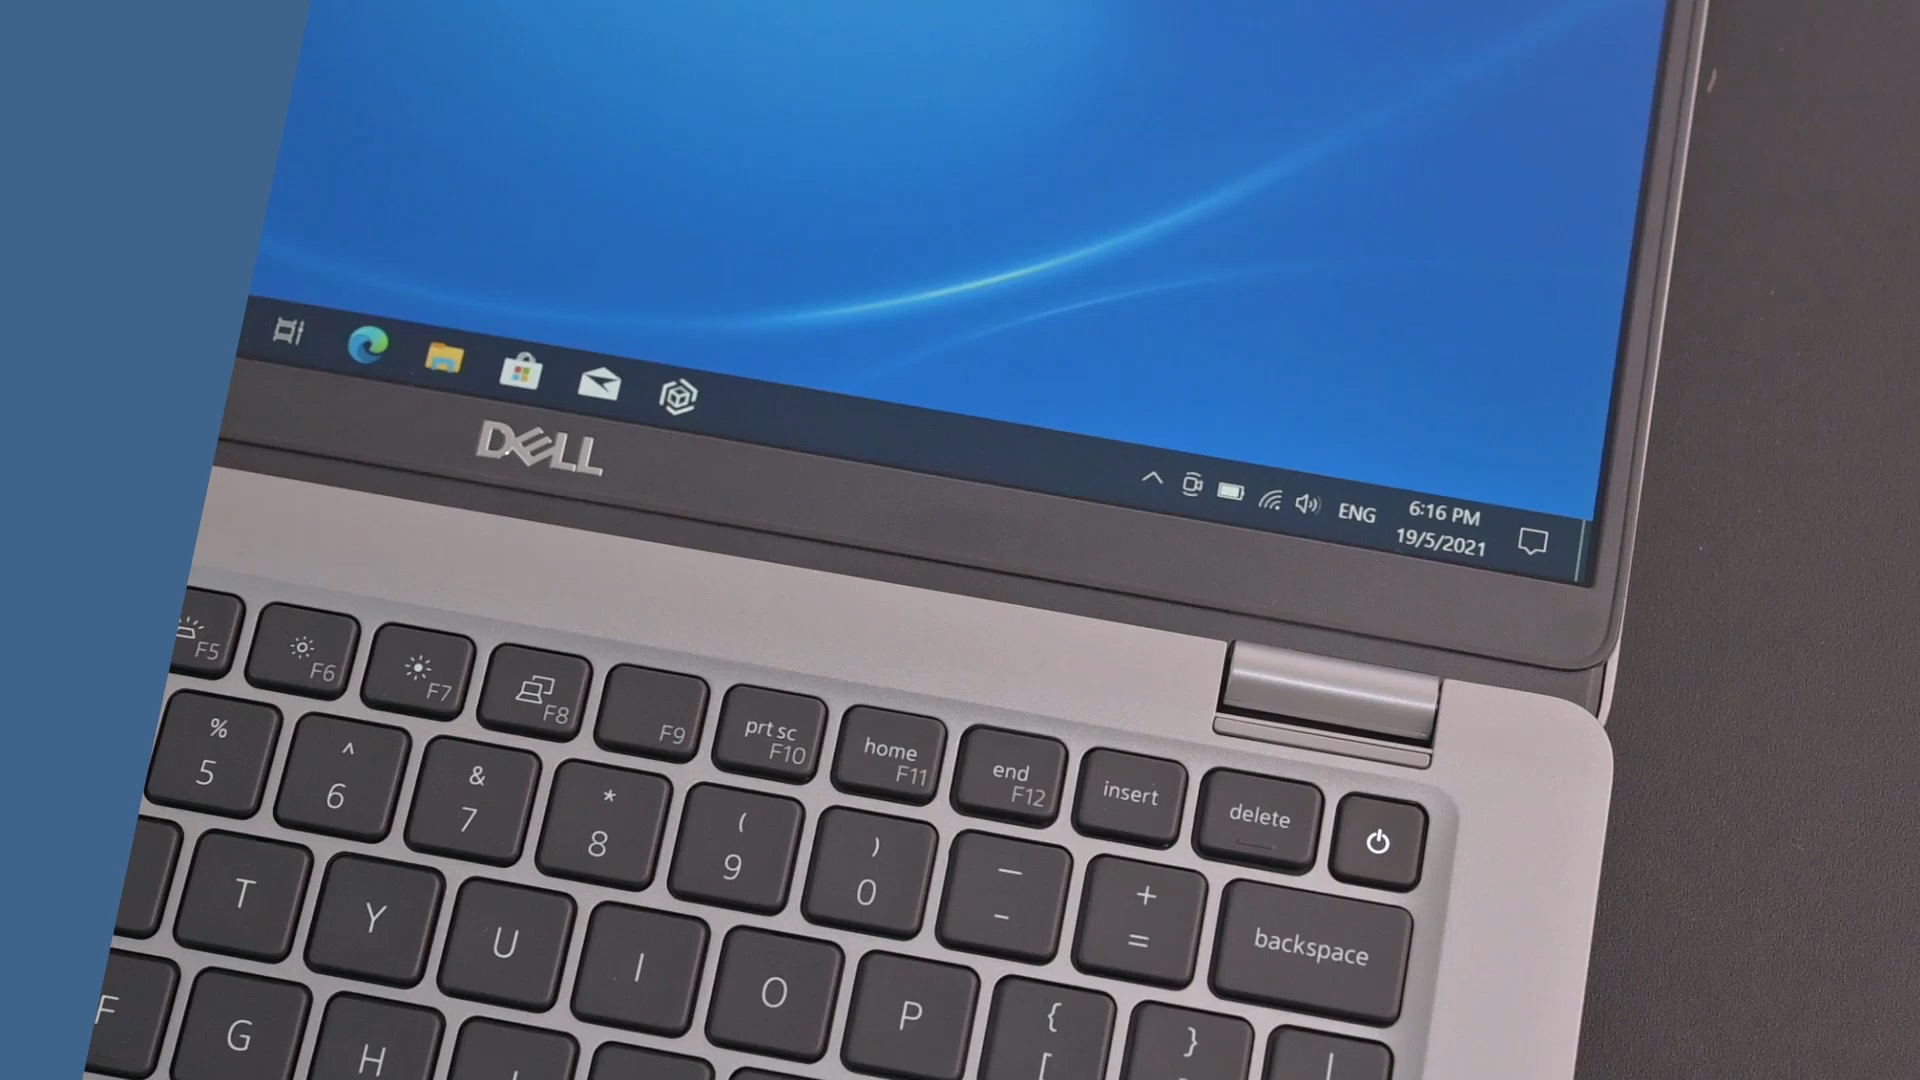 DELL
ENG
6:16 PM
19/5/2021
F5
F6
F7
F8
F9
prt sc
F10
home
F11
end
F12
insert
delete
%
5
^
6
&
7
*
8
(
9
)
0
—
-
+
=
backspace
T
Y
U
I
O
P
{
[
}
|
F
G
H